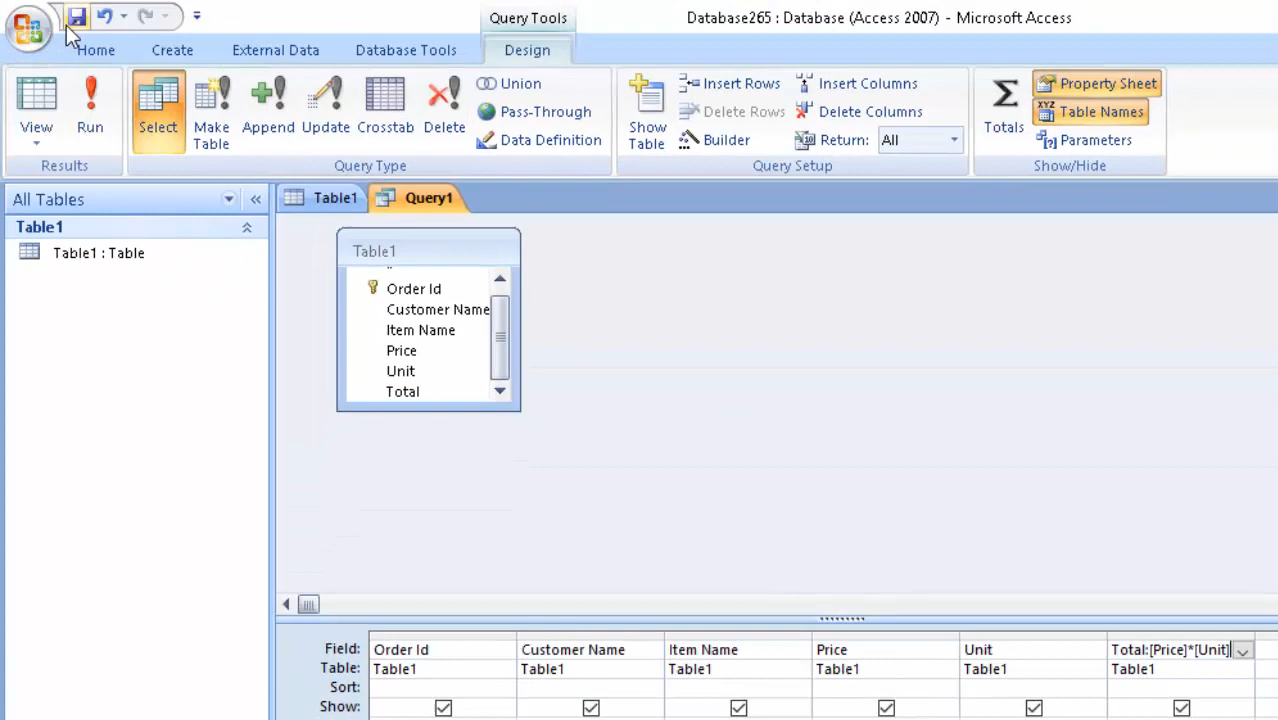 Query Tools
Database265 : Database (Access 2007) - Microsoft Access
Home Create External Data Database Tools Design
View
Run
Results
Select
Make Table
Append
Update
Crosstab
Delete
Union
Pass-Through
Data Definition
Query Type
Show Table
Insert Rows
Delete Rows
Builder
Insert Columns
Delete Columns
Return: All
Query Setup
Totals
Property Sheet
XYZ Table Names
Parameters
Show/Hide
All Tables
Table1
Table1 : Table
Table1 Query1
Table1
Order Id
Customer Name
Item Name
Price
Unit
Total
Field: Order Id Customer Name Item Name Price Unit Total:[Price]*[Unit]
Table: Table1 Table1 Table1 Table1 Table1 Table1
Sort:
Show: